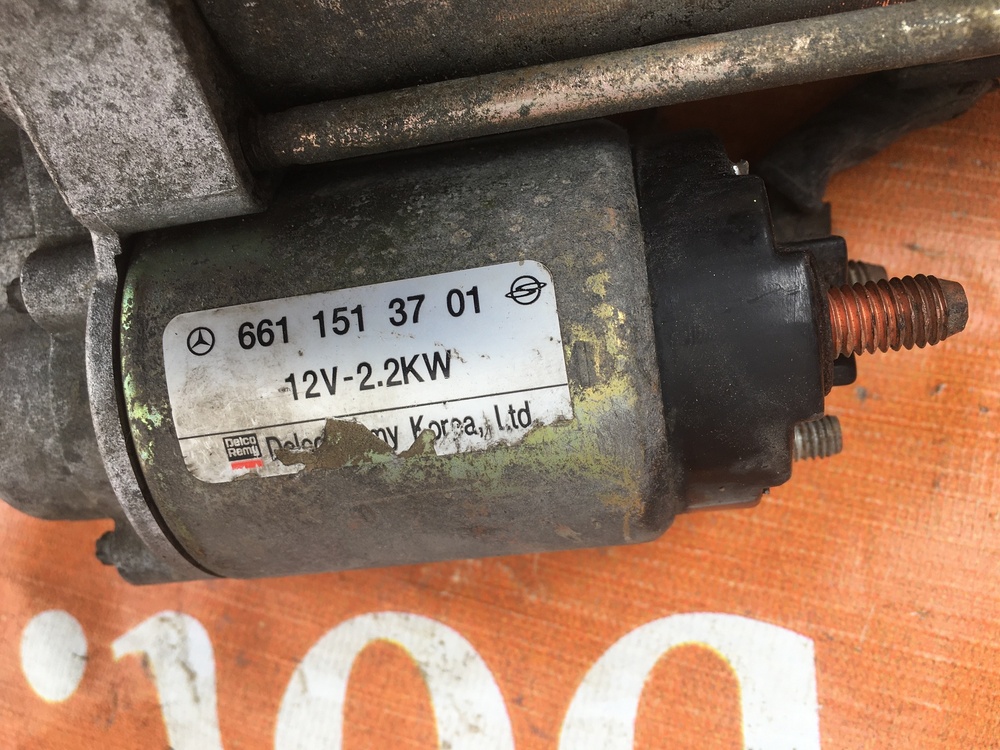 661 151 37 01
12V-2.2KW
Delco Remy
Korea, Ltd